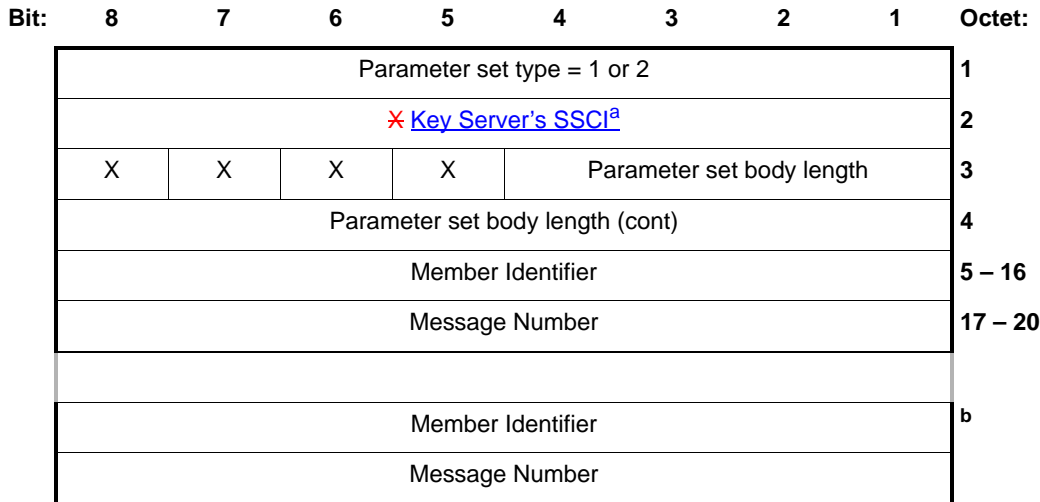 Bit: 8 7 6 5 4 3 2 1 Octet:
Parameter set type = 1 or 2 1
X Key Server's SSCIa 2
X X X X Parameter set body length 3
Parameter set body length (cont) 4
Member Identifier 5 – 16
Message Number 17 – 20
Member Identifier b
Message Number